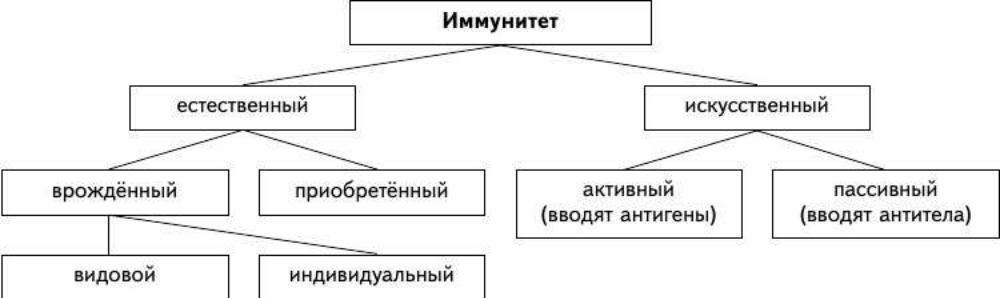 Иммунитет
естественный
искусственный
врождённый
приобретённый
активный
(вводят антигены)
пассивный
(вводят антитела)
видовой
индивидуальный